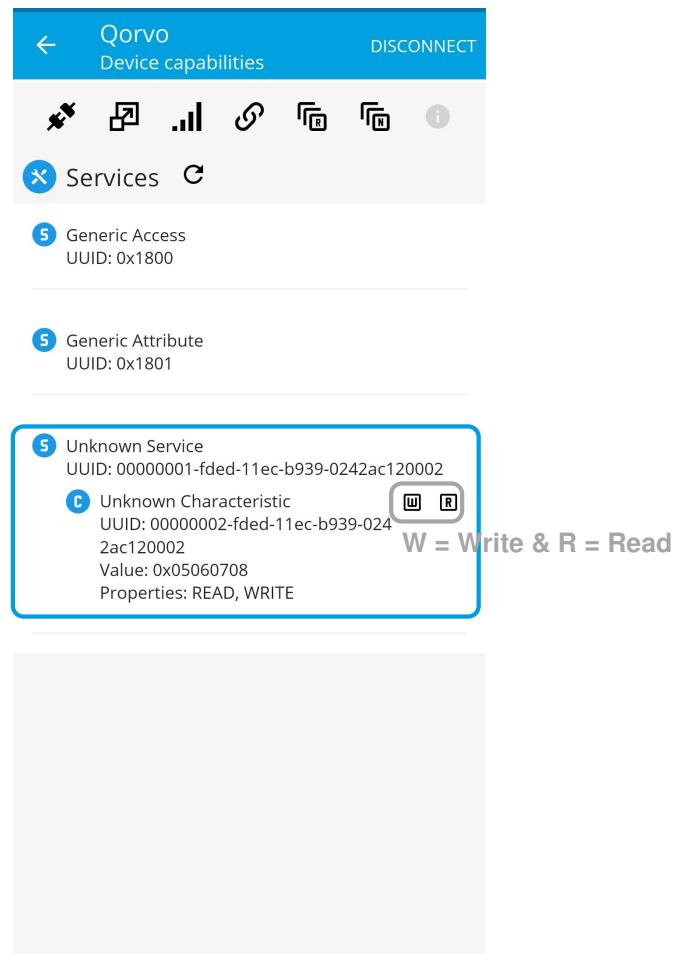 Qorvo
Device capabilities
DISCONNECT
R
N
i
Services
S
Generic Access
UUID: 0x1800
S
Generic Attribute
UUID: 0x1801
S
Unknown Service
UUID: 00000001-fded-11ec-b939-0242ac120002
C
Unknown Characteristic
W R
UUID: 00000002-fded-11ec-b939-024
2ac120002
W = Write & R = Read
Value: 0x05060708
Properties: READ, WRITE